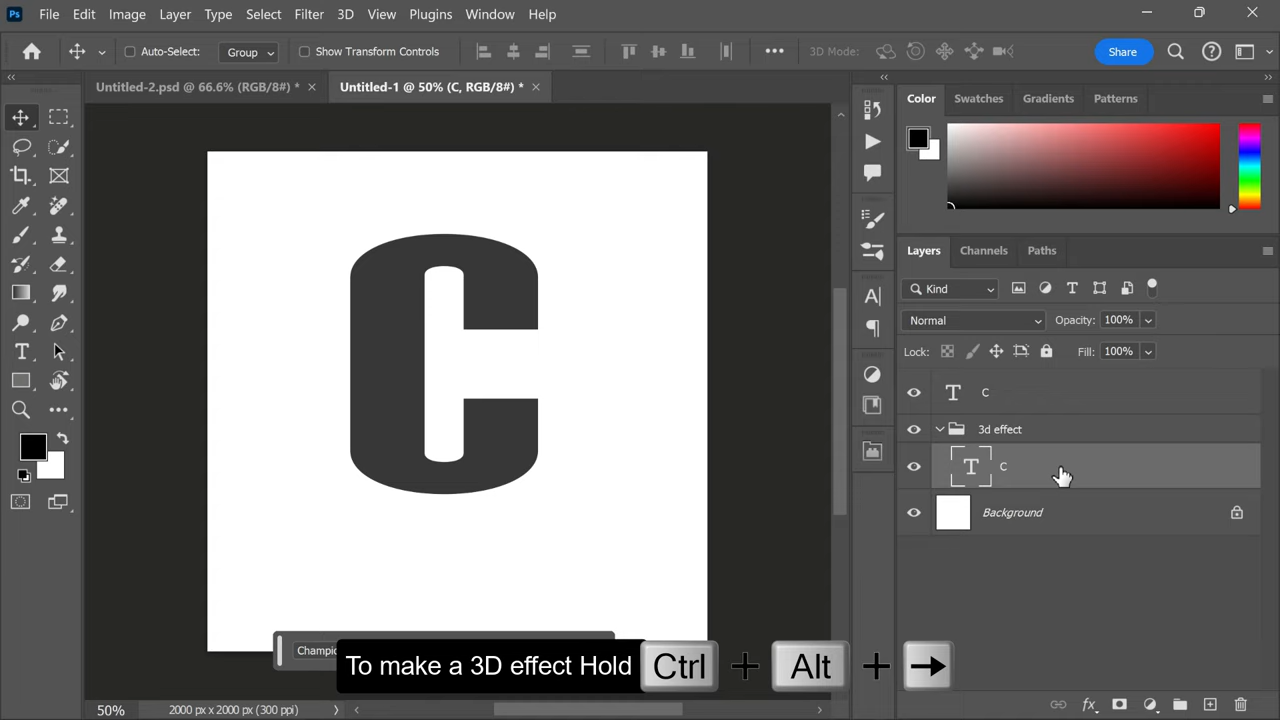 Ps File Edit Image Layer Type Select Filter 3D View Plugins Window Help
Auto-Select: Group Show Transform Controls 3D Mode: Share
Untitled-2.psd @ 66.6% (RGB/8#) * Untitled-1 @ 50% (C, RGB/8#) *
Color Swatches Gradients Patterns
C
Layers Channels Paths
Kind
Normal Opacity: 100%
Lock: Fill: 100%
T C
3d effect
T C
Background
To make a 3D effect Hold Ctrl + Alt + →
50% 2000 px x 2000 px (300 ppi)